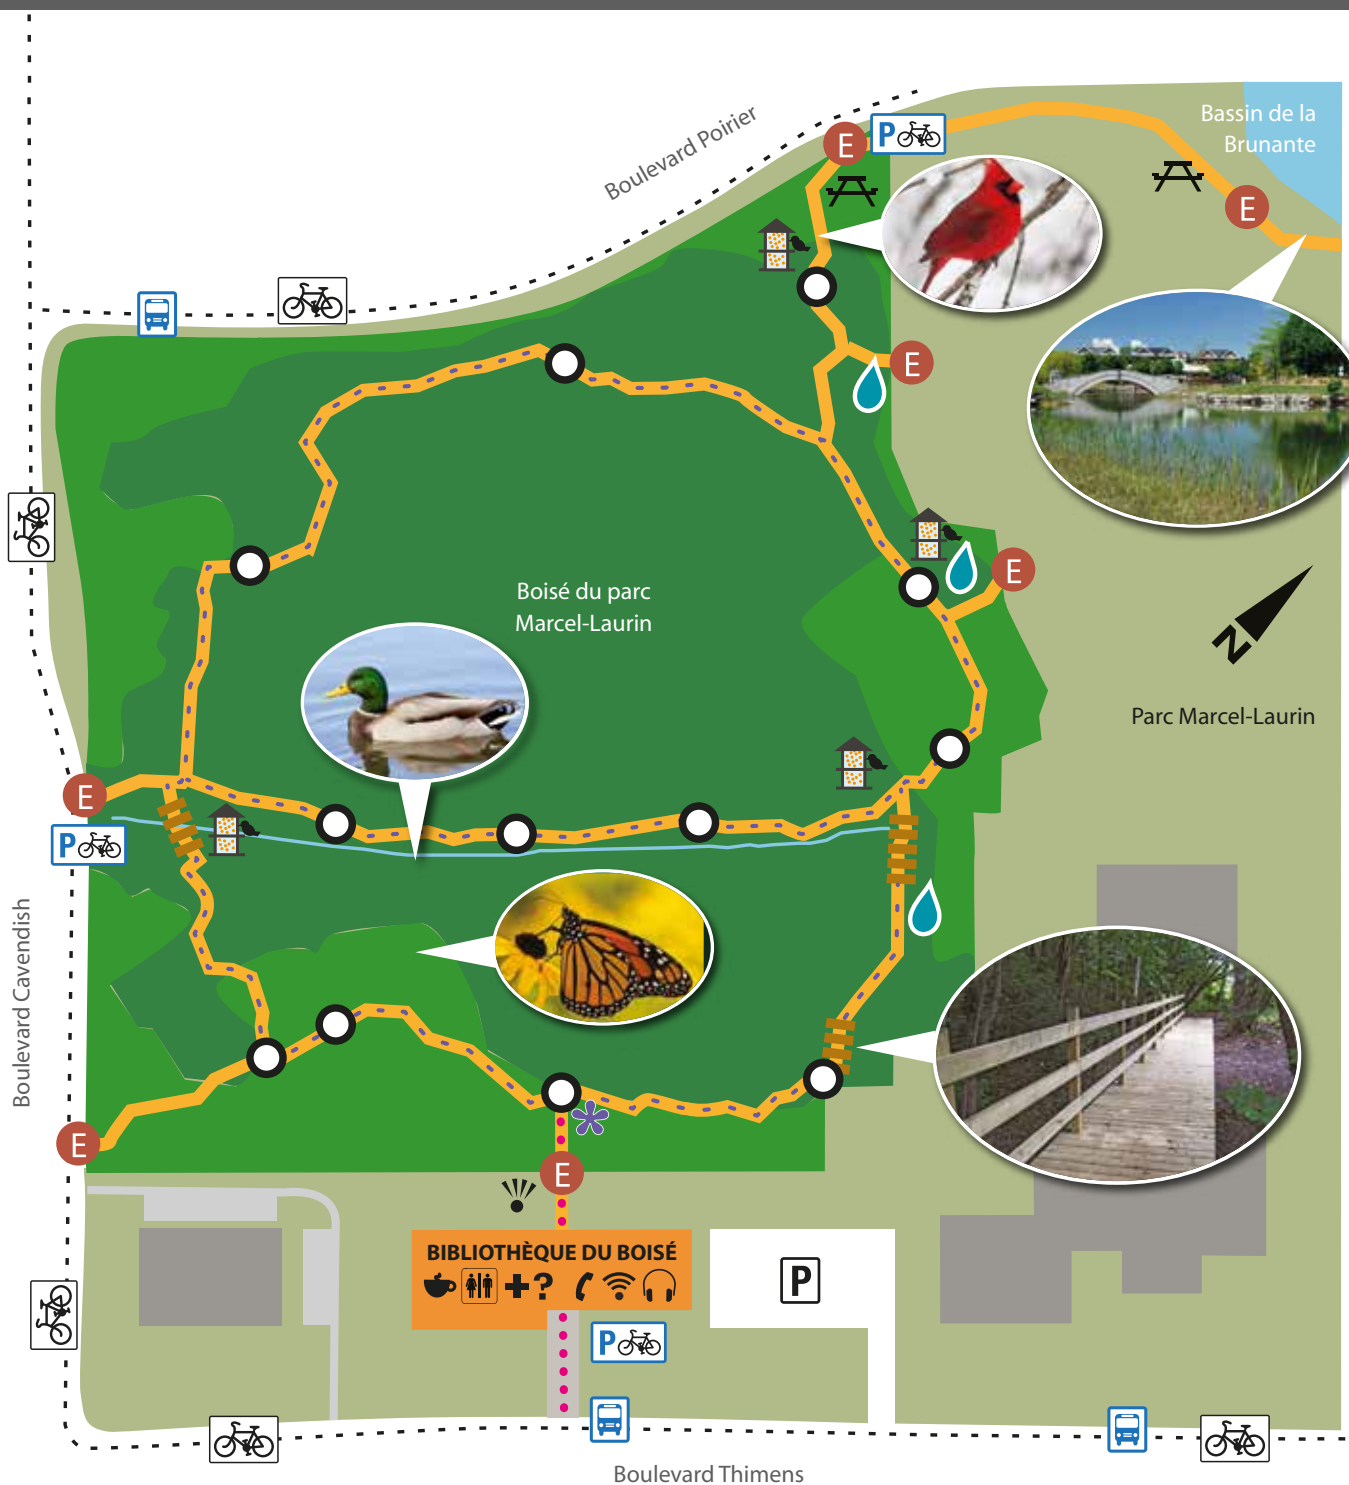 Bassin de la
Brunante
Boulevard Poirier
E
P
E
E
E
Boisé du parc
Marcel-Laurin
N
Parc Marcel-Laurin
E
P
Boulevard Cavendish
E
E
BIBLIOTHÈQUE DU BOISÉ
?
P
P
Boulevard Thimens